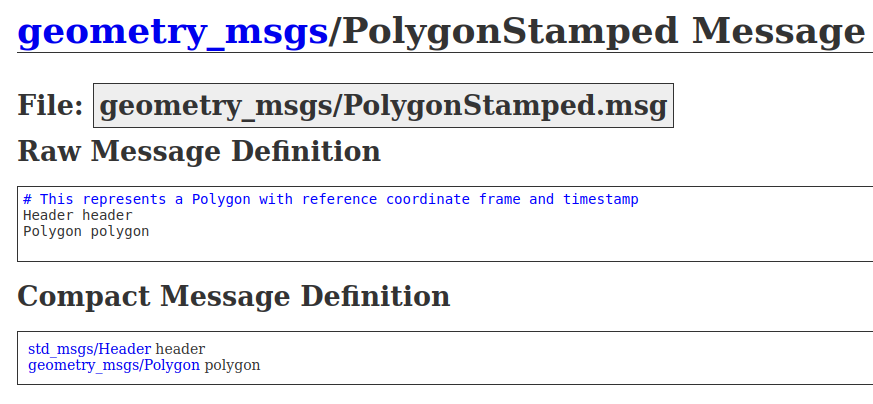 geometry_msgs/PolygonStamped Message
File: geometry_msgs/PolygonStamped.msg
Raw Message Definition
# This represents a Polygon with reference coordinate frame and timestamp
Header header
Polygon polygon
Compact Message Definition
std_msgs/Header header
geometry_msgs/Polygon polygon